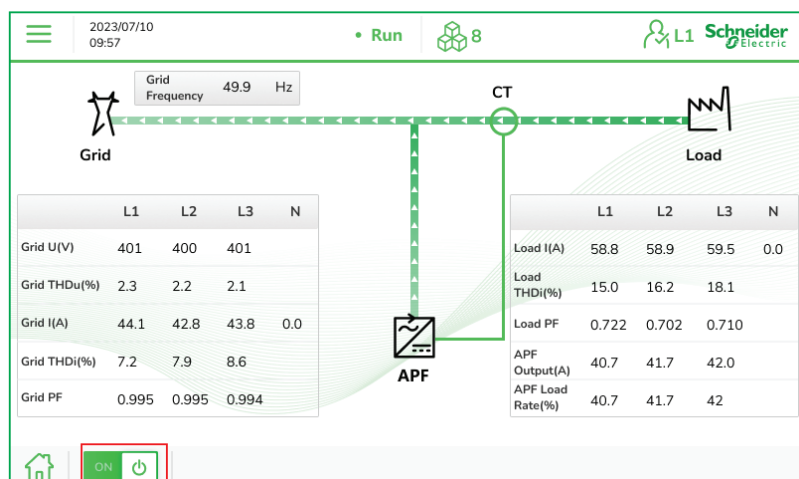 2023/07/10
09:57
• Run
8
L1
Schneider
Electric
Grid
Frequency 49.9 Hz
CT
Grid
Load
L1 L2 L3 N
Grid U(V) 401 400 401
Grid THDu(%) 2.3 2.2 2.1
Grid I(A) 44.1 42.8 43.8 0.0
Grid THDi(%) 7.2 7.9 8.6
Grid PF 0.995 0.995 0.994
APF
L1 L2 L3 N
Load I(A) 58.8 58.9 59.5 0.0
Load
THDi(%) 15.0 16.2 18.1
Load PF 0.722 0.702 0.710
APF
Output(A) 40.7 41.7 42.0
APF Load
Rate(%) 40.7 41.7 42
ON